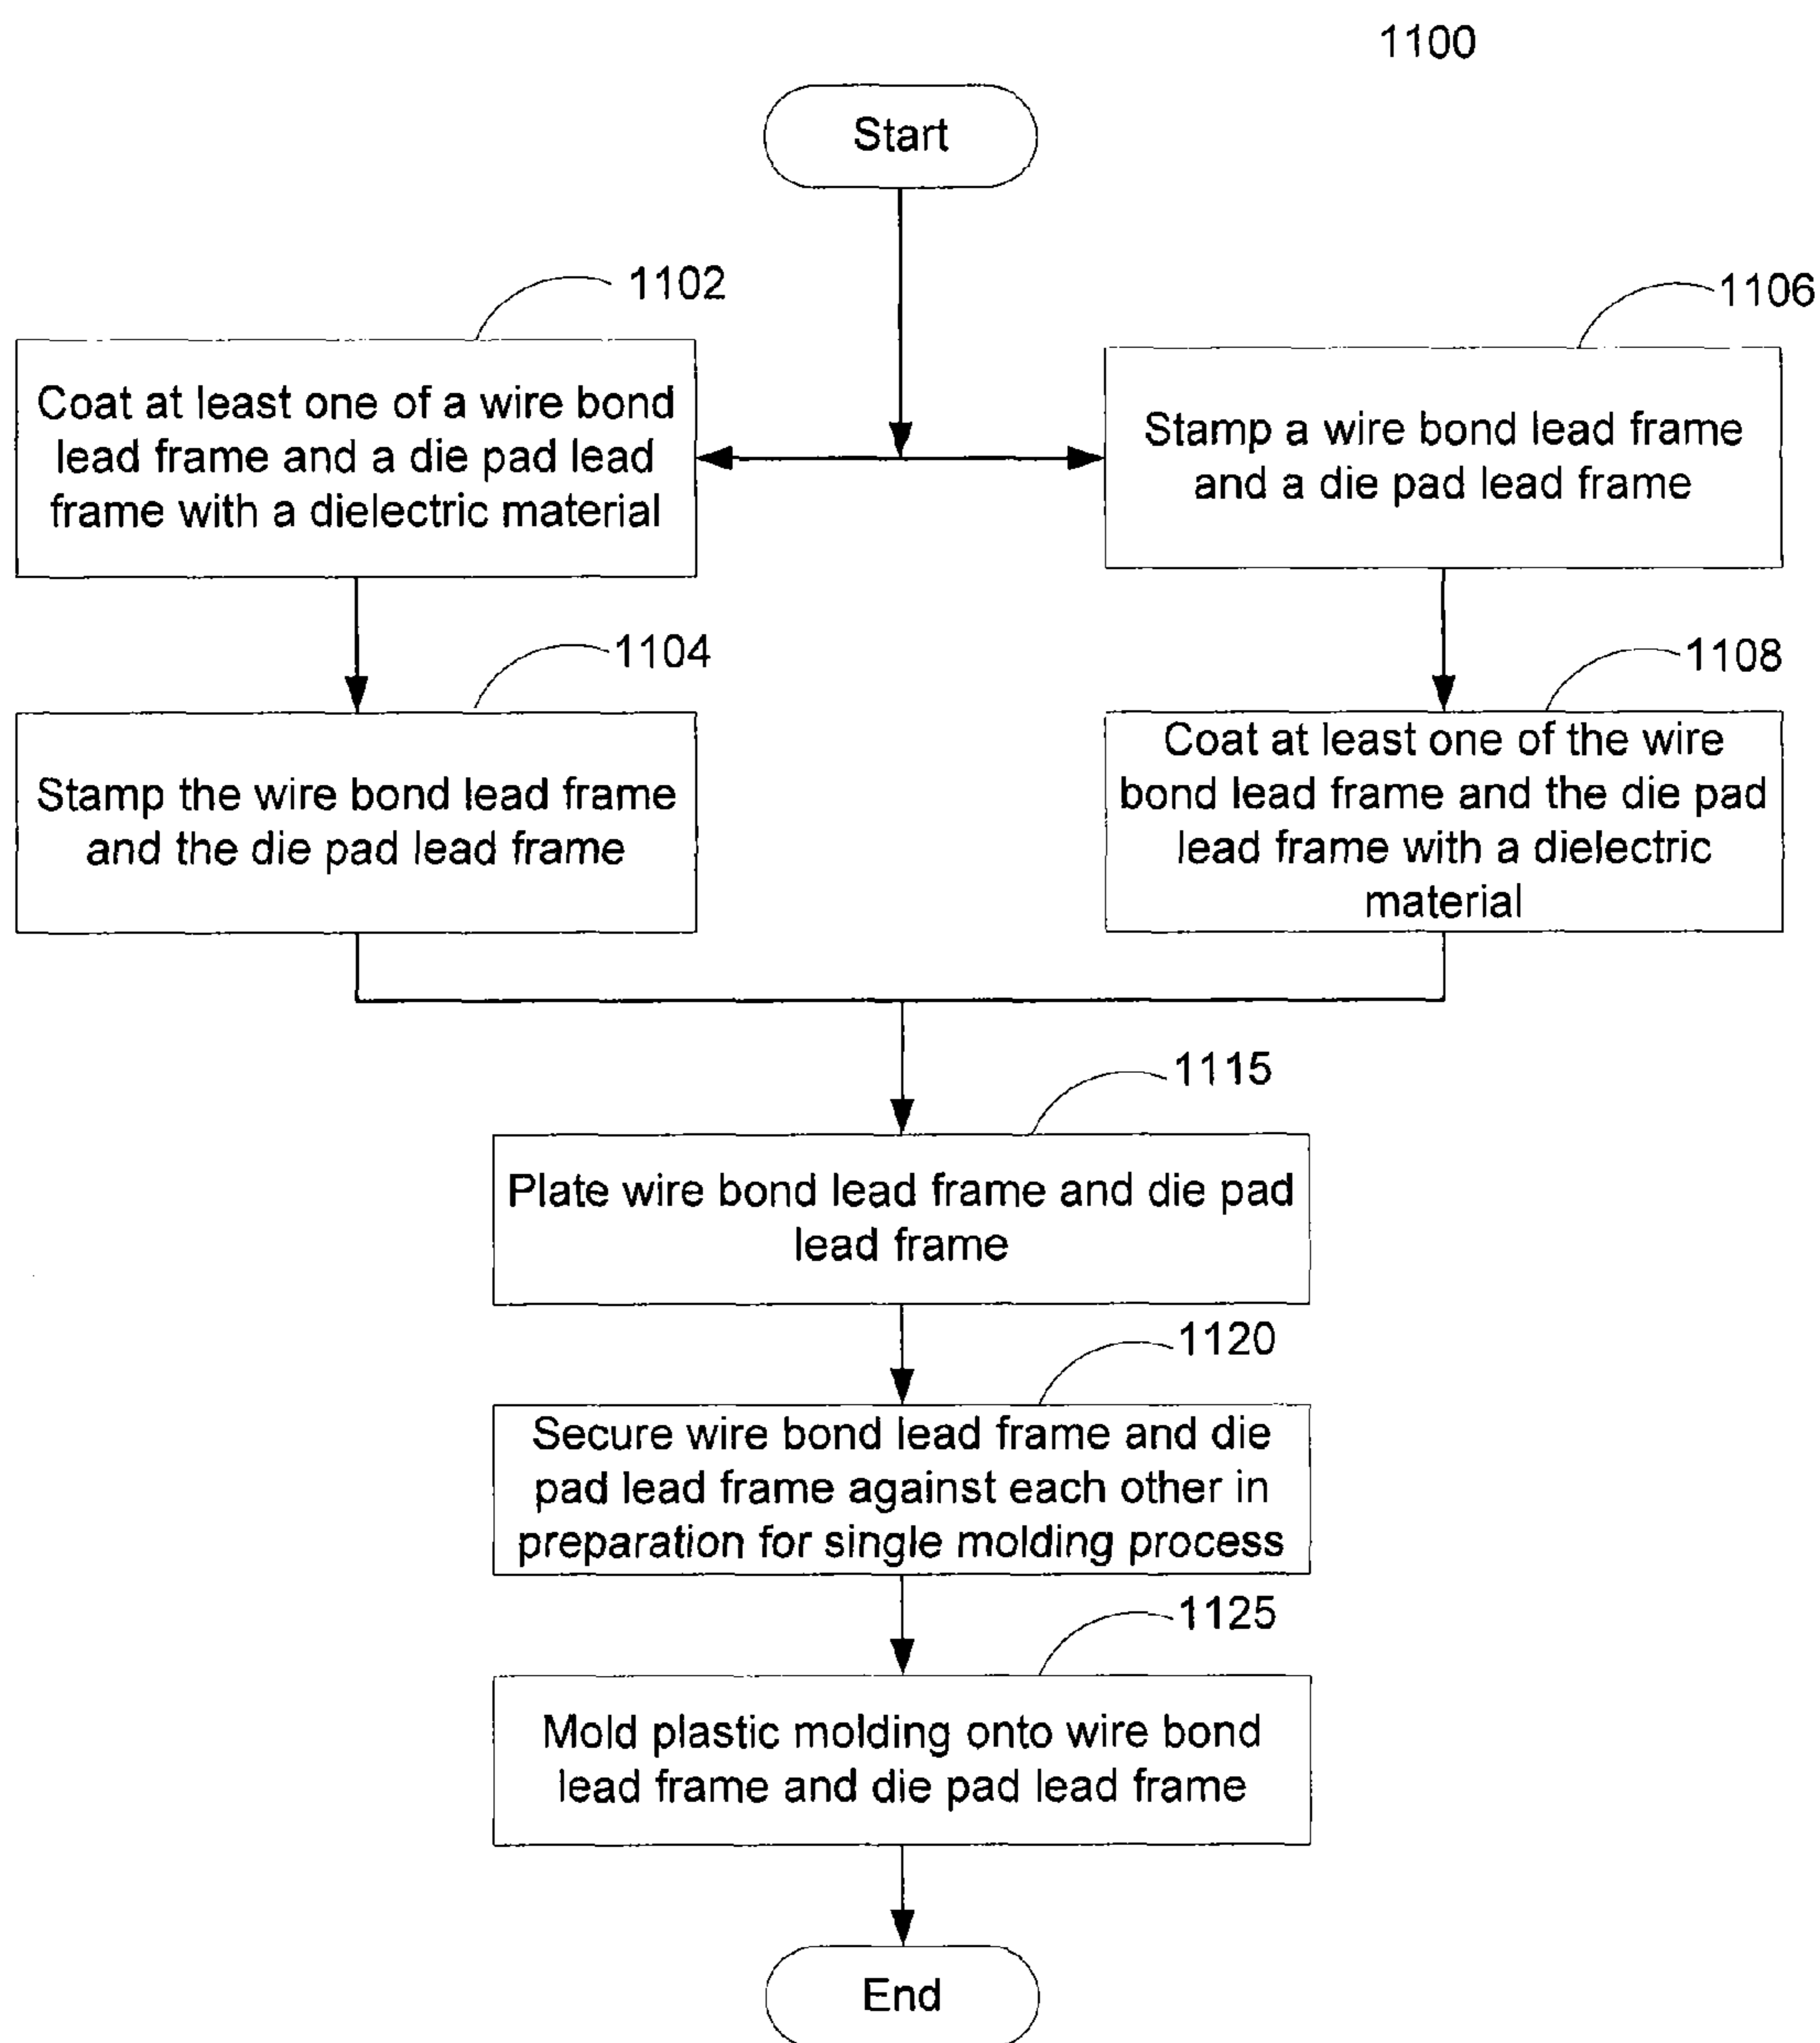 1100
Start
1102
Coat at least one of a wire bond
lead frame and a die pad lead
frame with a dielectric material
1106
Stamp a wire bond lead frame
and a die pad lead frame
1104
Stamp the wire bond lead frame
and the die pad lead frame
1108
Coat at least one of the wire
bond lead frame and the die pad
lead frame with a dielectric
material
1115
Plate wire bond lead frame and die pad
lead frame
1120
Secure wire bond lead frame and die
pad lead frame against each other in
preparation for single molding process
1125
Mold plastic molding onto wire bond
lead frame and die pad lead frame
End